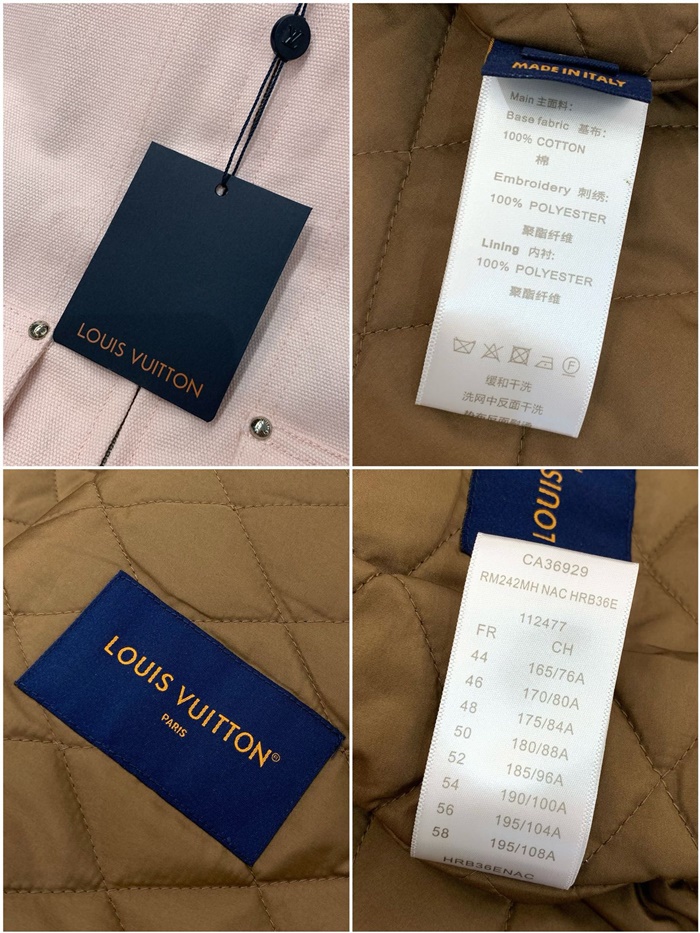 LOUIS VUITTON
MADE IN ITALY
Main 主面料:
Base fabric 基布:
100% COTTON
棉
Embroidery 刺绣:
100% POLYESTER
聚酯纤维
Lining 内衬:
100% POLYESTER
聚酯纤维
F
缓和干洗
洗网中反面干洗
LOUIS VUITTON®
PARIS
LOUIS
CA36929
RM242MH NAC HRB36E
112477
FR CH
44 165/76A
46 170/80A
48 175/84A
50 180/88A
52 185/96A
54 190/100A
56 195/104A
58 195/108A
HRB36ENAC